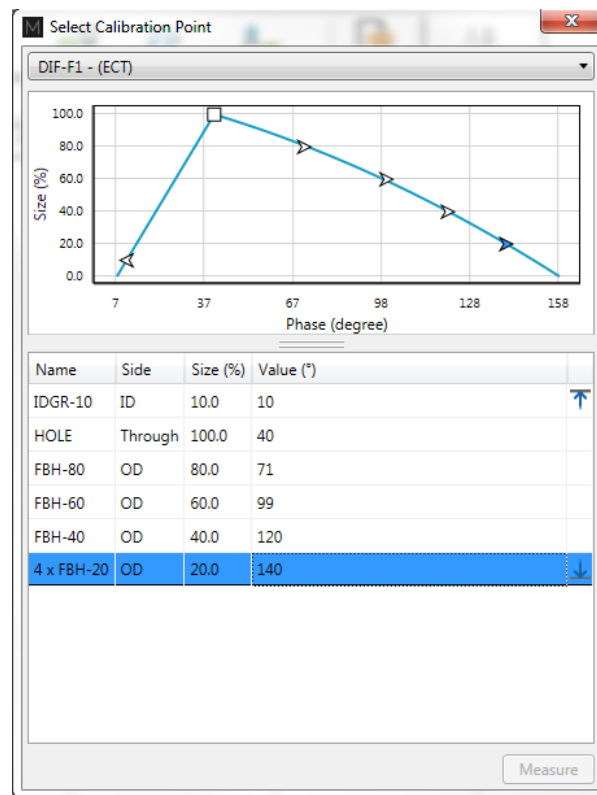 M Select Calibration Point
DIF-F1 - (ECT)
100.0
80.0
60.0
40.0
20.0
0.0
Size (%)
7 37 67 98 128 158
Phase (degree)
Name Side Size (%) Value (°)
IDGR-10 ID 10.0 10
HOLE Through 100.0 40
FBH-80 OD 80.0 71
FBH-60 OD 60.0 99
FBH-40 OD 40.0 120
4 x FBH-20 OD 20.0 140
Measure